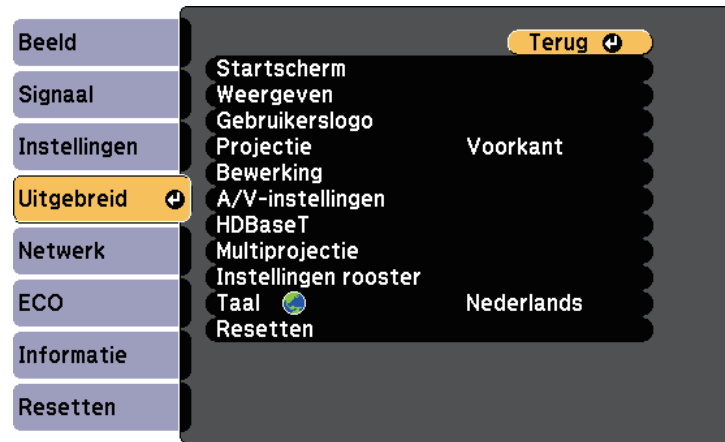 Beeld
Signaal
Instellingen
Uitgebreid
Netwerk
ECO
Informatie
Resetten
Terug
Startscherm
Weergeven
Gebruikerslogo
Projectie Voorkant
Bewerking
A/V-instellingen
HDBaseT
Multiprojectie
Instellingen rooster
Taal Nederlands
Resetten